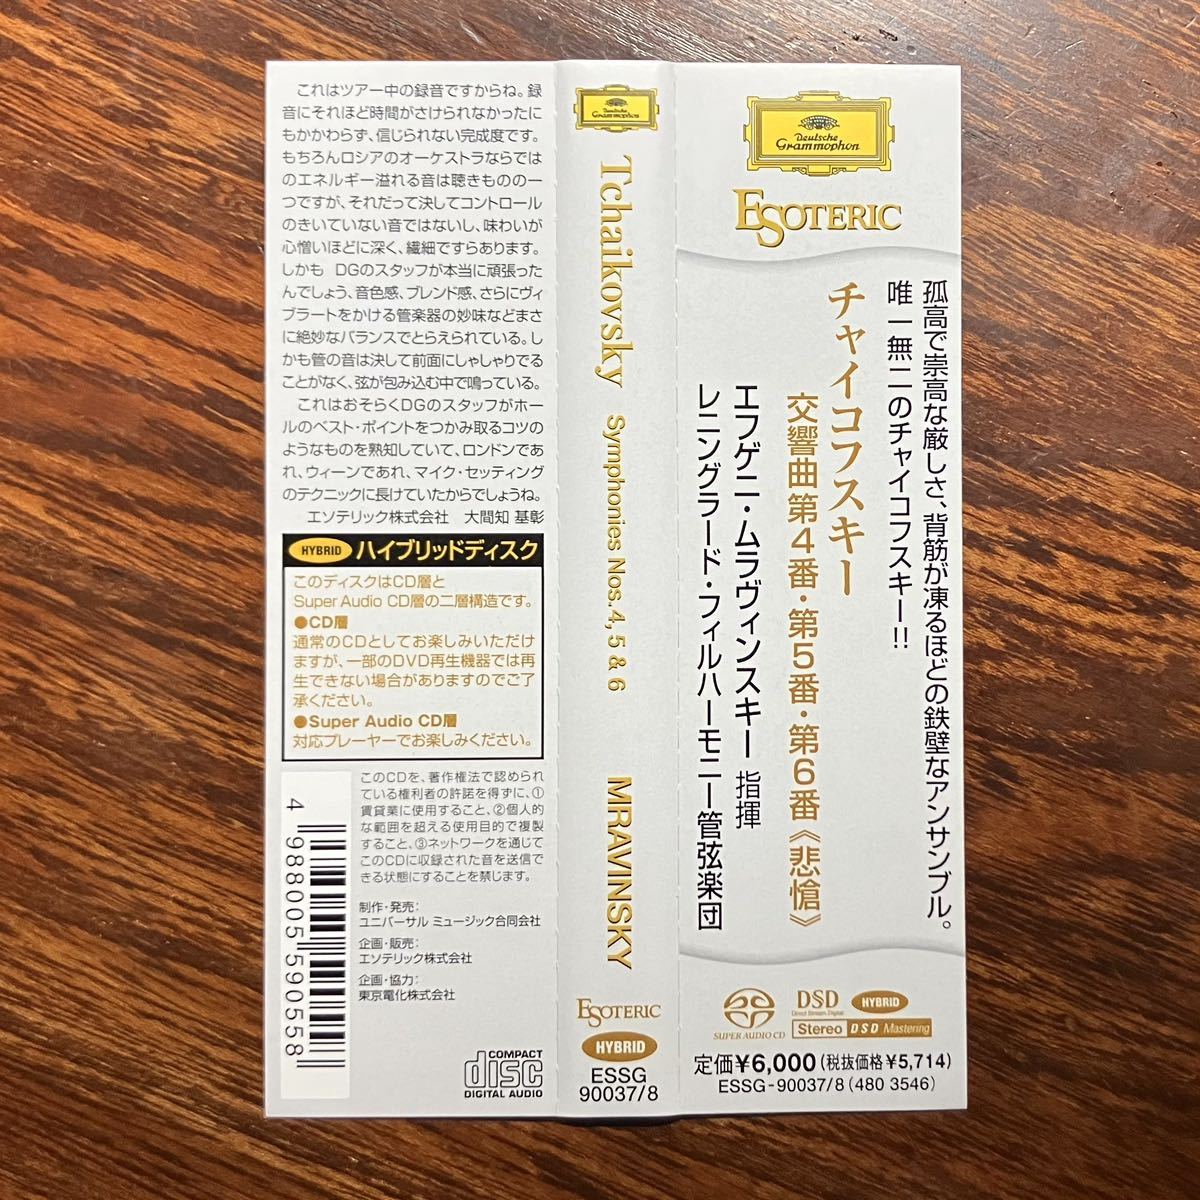 これはツアー中の録音ですからね。録
音にそれほど時間がさけられなかったに
もかかわらず、信じられない完成度です。
もちろんロシアのオーケストラならでは
のエネルギー溢れる音は聴きものの一
つですが、それだって決してコントロール
のきいていない音ではないし、味わいが
心憎いほどに深く、繊細ですらあります。
しかも DGのスタッフが本当に頑張った
んでしょう、音色感、ブレンド感、さらにヴィ
ブラートをかける管楽器の妙味などまさ
に絶妙なバランスでとらえられている。し
かも管の音は決して前面にしゃしゃりでる
ことがなく、弦が包み込む中で鳴っている。
これはおそらくDGのスタッフがホー
ルのベスト・ポイントをつかみ取るコツの
ようなものを熟知していて、ロンドンであ
れ、ウィーンであれ、マイク・セッティング
のテクニックに長けていたからでしょうね。
エソテリック株式会社 大間知 基彰
HYBRID ハイブリッドディスク
このディスクはCD層と
Super Audio CD層の二層構造です。
●CD層
通常のCDとしてお楽しみいただけ
ますが、一部のDVD再生機器では再
生できない場合がありますのでご了
承ください。
●Super Audio CD層
対応プレーヤーでお楽しみください。
このCDを、著作権法で認められ
ている権利者の許諾を得ずに、①
賃貸業に使用すること、②個人的
な範囲を超える使用目的で複製
すること、③ネットワークを通じて
このCDに収録された音を送信で
きる状態にすることを禁じます。
制作・発売：
ユニバーサル ミュージック合同会社
企画・販売：
エソテリック株式会社
企画・協力：
東京電化株式会社
4 988005 590558
COMPACT
disc
DIGITAL AUDIO
Deutsche
Grammophon
Tchaikovsky Symphonies Nos.4, 5 & 6 MRAVINSKY
ESOTERIC
HYBRID
ESSG
90037/8
Deutsche
Grammophon
ESOTERIC
孤高で崇高な厳しさ、背筋が凍るほどの鉄壁なアンサンブル。
唯一無二のチャイコフスキー!!
チャイコフスキー
交響曲第4番・第5番・第6番《悲愴》
エフゲニ・ムラヴィンスキー 指揮
レニングラード・フィルハーモニー管弦楽団
SUPER AUDIO CD
DSD
Direct Stream Digital
HYBRID
Stereo DSD Mastering
定価¥6,000(税抜価格¥5,714)
ESSG-90037/8 (480 3546)